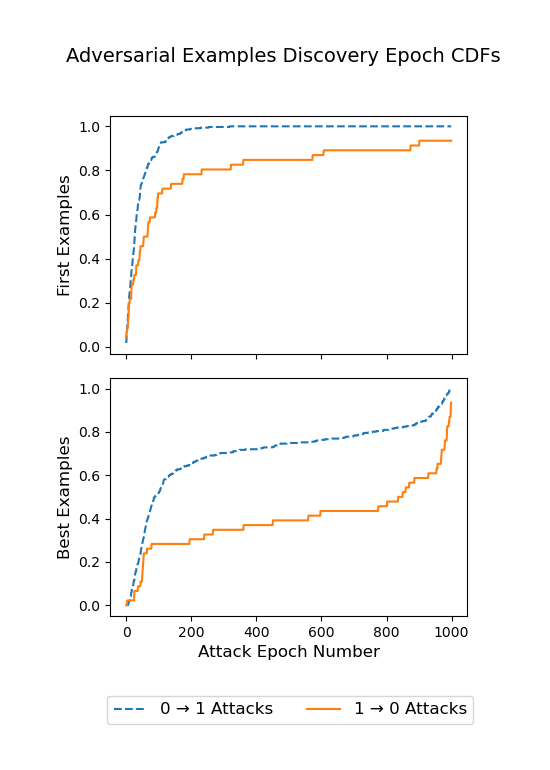 Adversarial Examples Discovery Epoch CDFs
1.0
0.8
0.6
0.4
0.2
0.0
First Examples
1.0
0.8
0.6
0.4
0.2
0.0
Best Examples
0 200 400 600 800 1000
Attack Epoch Number
0 → 1 Attacks 1 → 0 Attacks